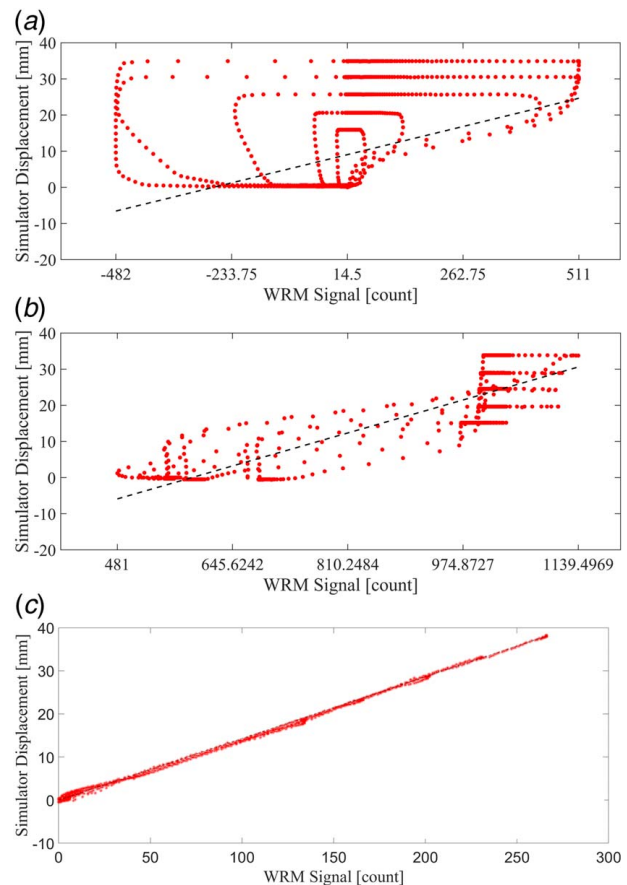 (a)
40
30
20
10
0
-10
-20
Simulator Displacement [mm]
-482 -233.75 14.5 262.75 511
WRM Signal [count]
(b)
40
30
20
10
0
-10
-20
Simulator Displacement [mm]
481 645.6242 810.2484 974.8727 1139.4969
WRM Signal [count]
(c)
40
30
20
10
0
-10
Simulator Displacement [mm]
0 50 100 150 200 250 300
WRM Signal [count]